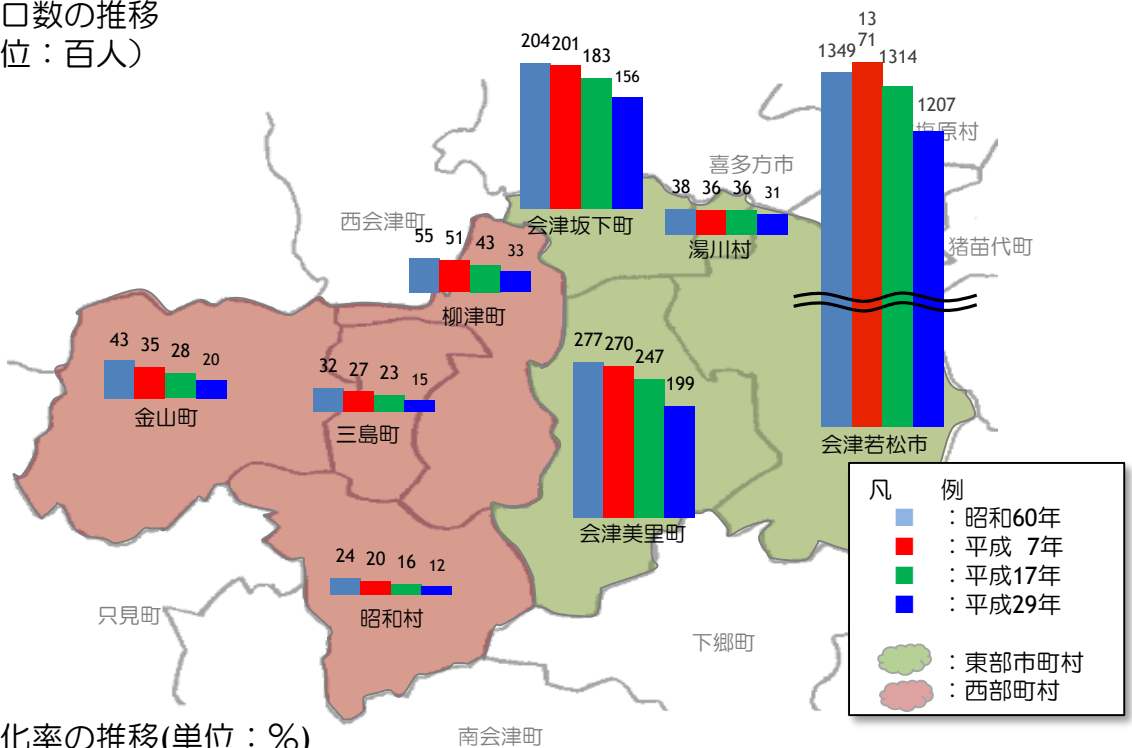 口数の推移
位：百人）
204 201 183 156
会津坂下町
1349 13
71 1314 1207
会津若松市
塩原村
喜多方市
38 36 36 31
湯川村
猪苗代町
西会津町
55 51 43 33
柳津町
43 35 28 20
金山町
32 27 23 15
三島町
277 270 247 199
会津美里町
24 20 16 12
昭和村
只見町
下郷町
南会津町
凡 例
：昭和60年
：平成 7年
：平成17年
：平成29年
：東部市町村
：西部町村
化率の推移(単位：%)